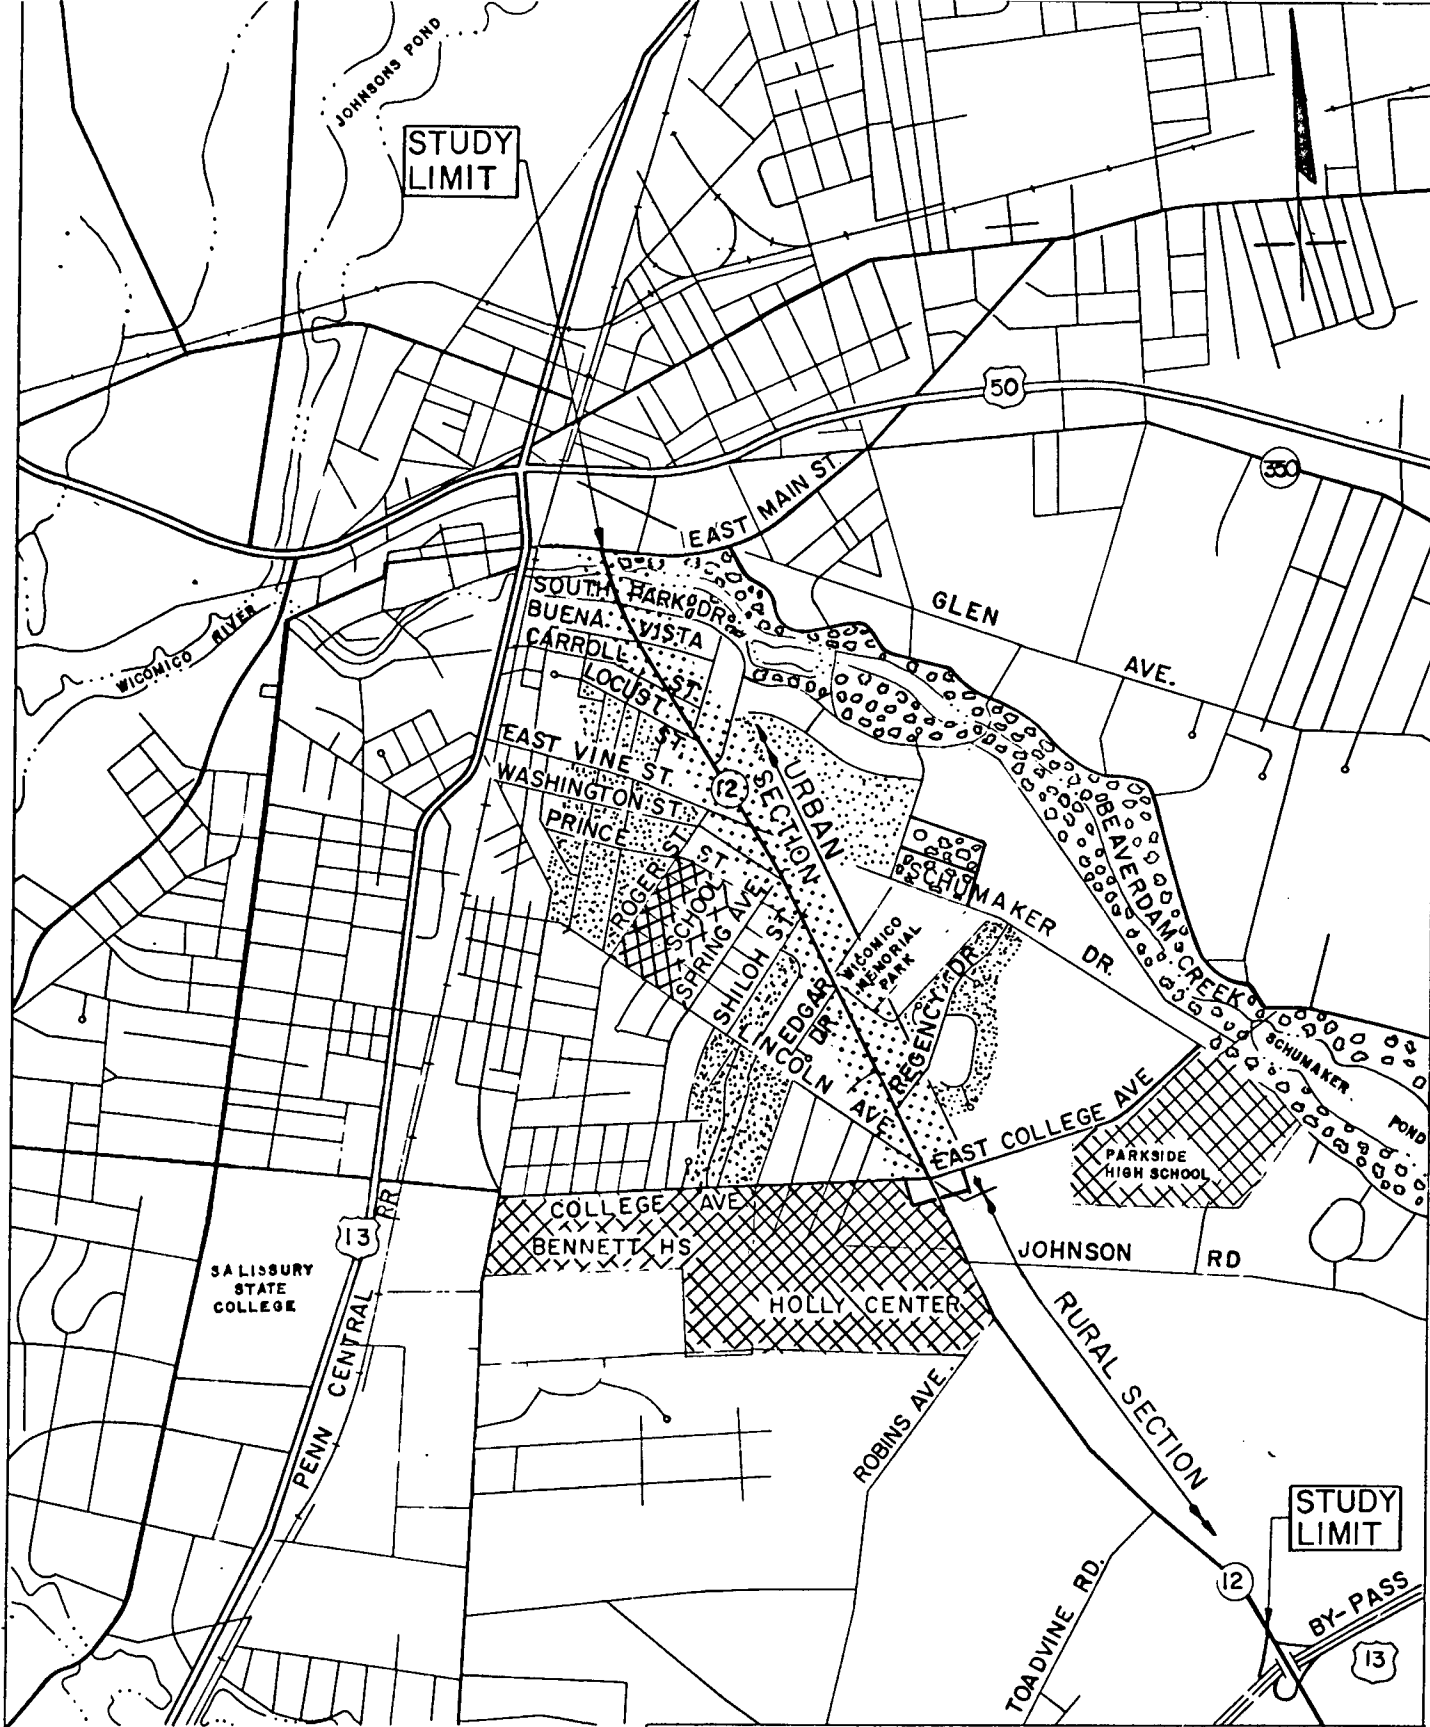 JOHNSONS POND
STUDY
LIMIT
50
350
EAST MAIN ST.
SOUTH PARK DR.
BUENA VISTA
CARROLL ST.
LOCUST ST.
GLEN AVE.
WICOMICO RIVER
EAST VINE ST.
WASHINGTON ST.
PRINCE ST.
12
URBAN
SECTION
ROGER ST
SCHOOL
SPRING AVE
SHILOH ST.
EDGAR
DR.
LINCOLN AVE.
SCHUMAKER DR.
WICOMICO
MEMORIAL
PARK
REGENCY DR.
BEAVERDAM CREEK
SCHUMAKER POND
EAST COLLEGE AVE
PARKSIDE
HIGH SCHOOL
COLLEGE AVE
BENNETT HS
HOLLY CENTER
JOHNSON RD
13
SALISBURY
STATE
COLLEGE
PENN CENTRAL RR
ROBINS AVE.
RURAL SECTION
TOADVINE RD.
STUDY
LIMIT
12
BY-PASS
13